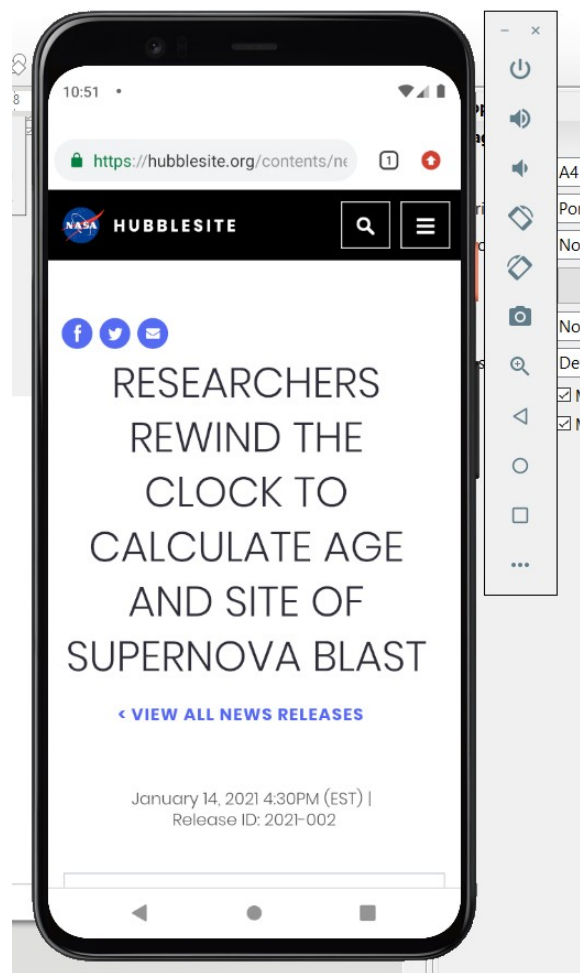 10:51
https://hubblesite.org/contents/ne
1
NASA HUBBLESITE
RESEARCHERS
REWIND THE
CLOCK TO
CALCULATE AGE
AND SITE OF
SUPERNOVA BLAST
< VIEW ALL NEWS RELEASES
January 14, 2021 4:30PM (EST) |
Release ID: 2021-002
8
A4
Por
No
No
De